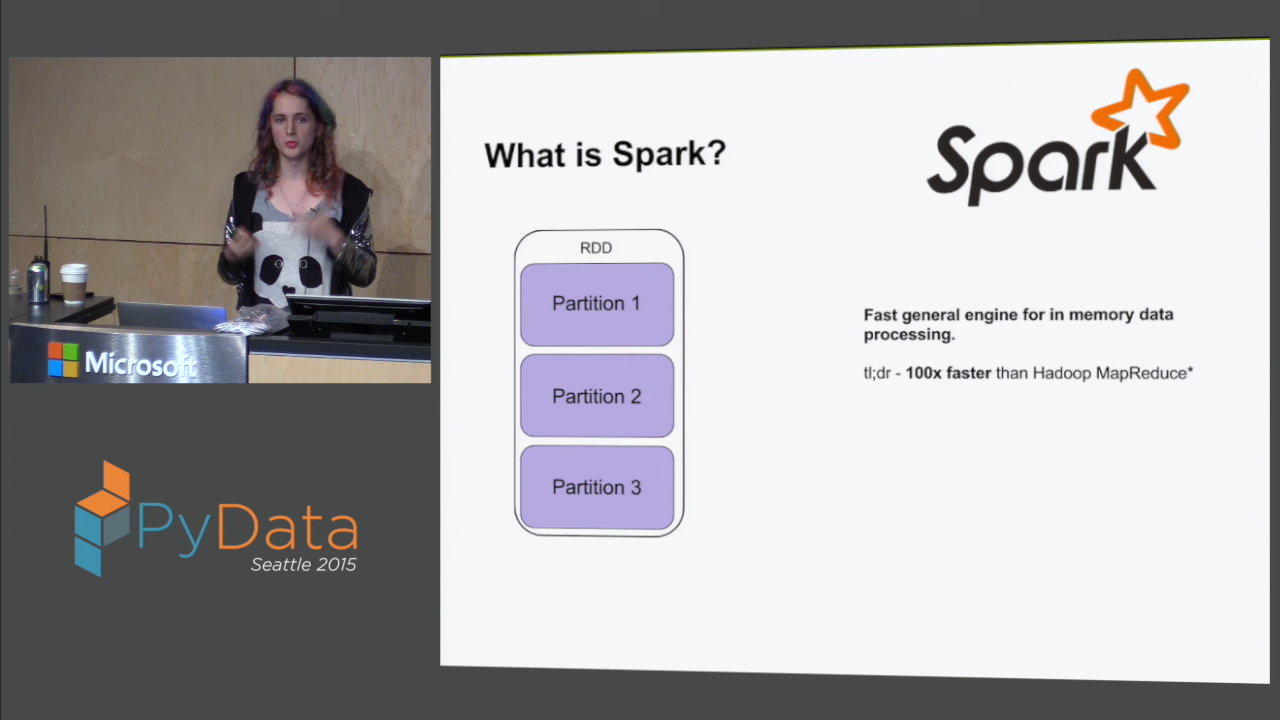 What is Spark?
Spark
RDD
Partition 1
Partition 2
Partition 3
Fast general engine for in memory data
processing.
tl;dr - 100x faster than Hadoop MapReduce*
Microsoft
PyData
Seattle 2015